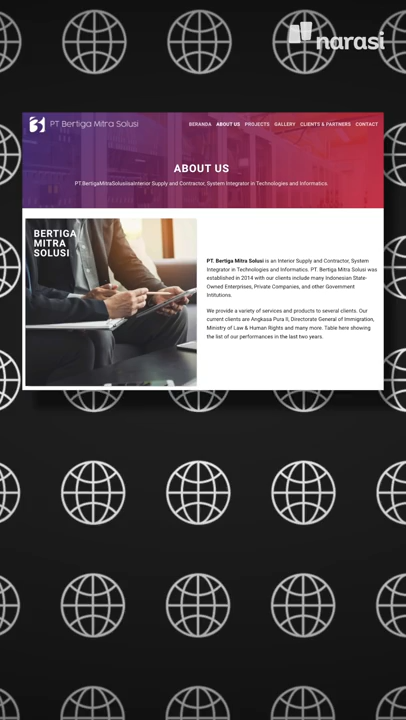 narasi
PT Bertiga Mitra Solusi
BERANDA ABOUT US PROJECTS GALLERY CLIENTS & PARTNERS CONTACT
ABOUT US
PT.BertigaMitraSolusiisaInterior Supply and Contractor, System Integrator in Technologies and Informatics.
BERTIGA
MITRA
SOLUSI
PT. Bertiga Mitra Solusi is an Interior Supply and Contractor, System
Integrator in Technologies and Informatics. PT. Bertiga Mitra Solusi was
established in 2014 with our clients include many Indonesian State-
Owned Enterprises, Private Companies, and other Government
Intitutions.
We provide a variety of services and products to several clients. Our
current clients are Angkasa Pura II, Directorate General of Immigration,
Ministry of Law & Human Rights and many more. Table here showing
the list of our performances in the last two years.